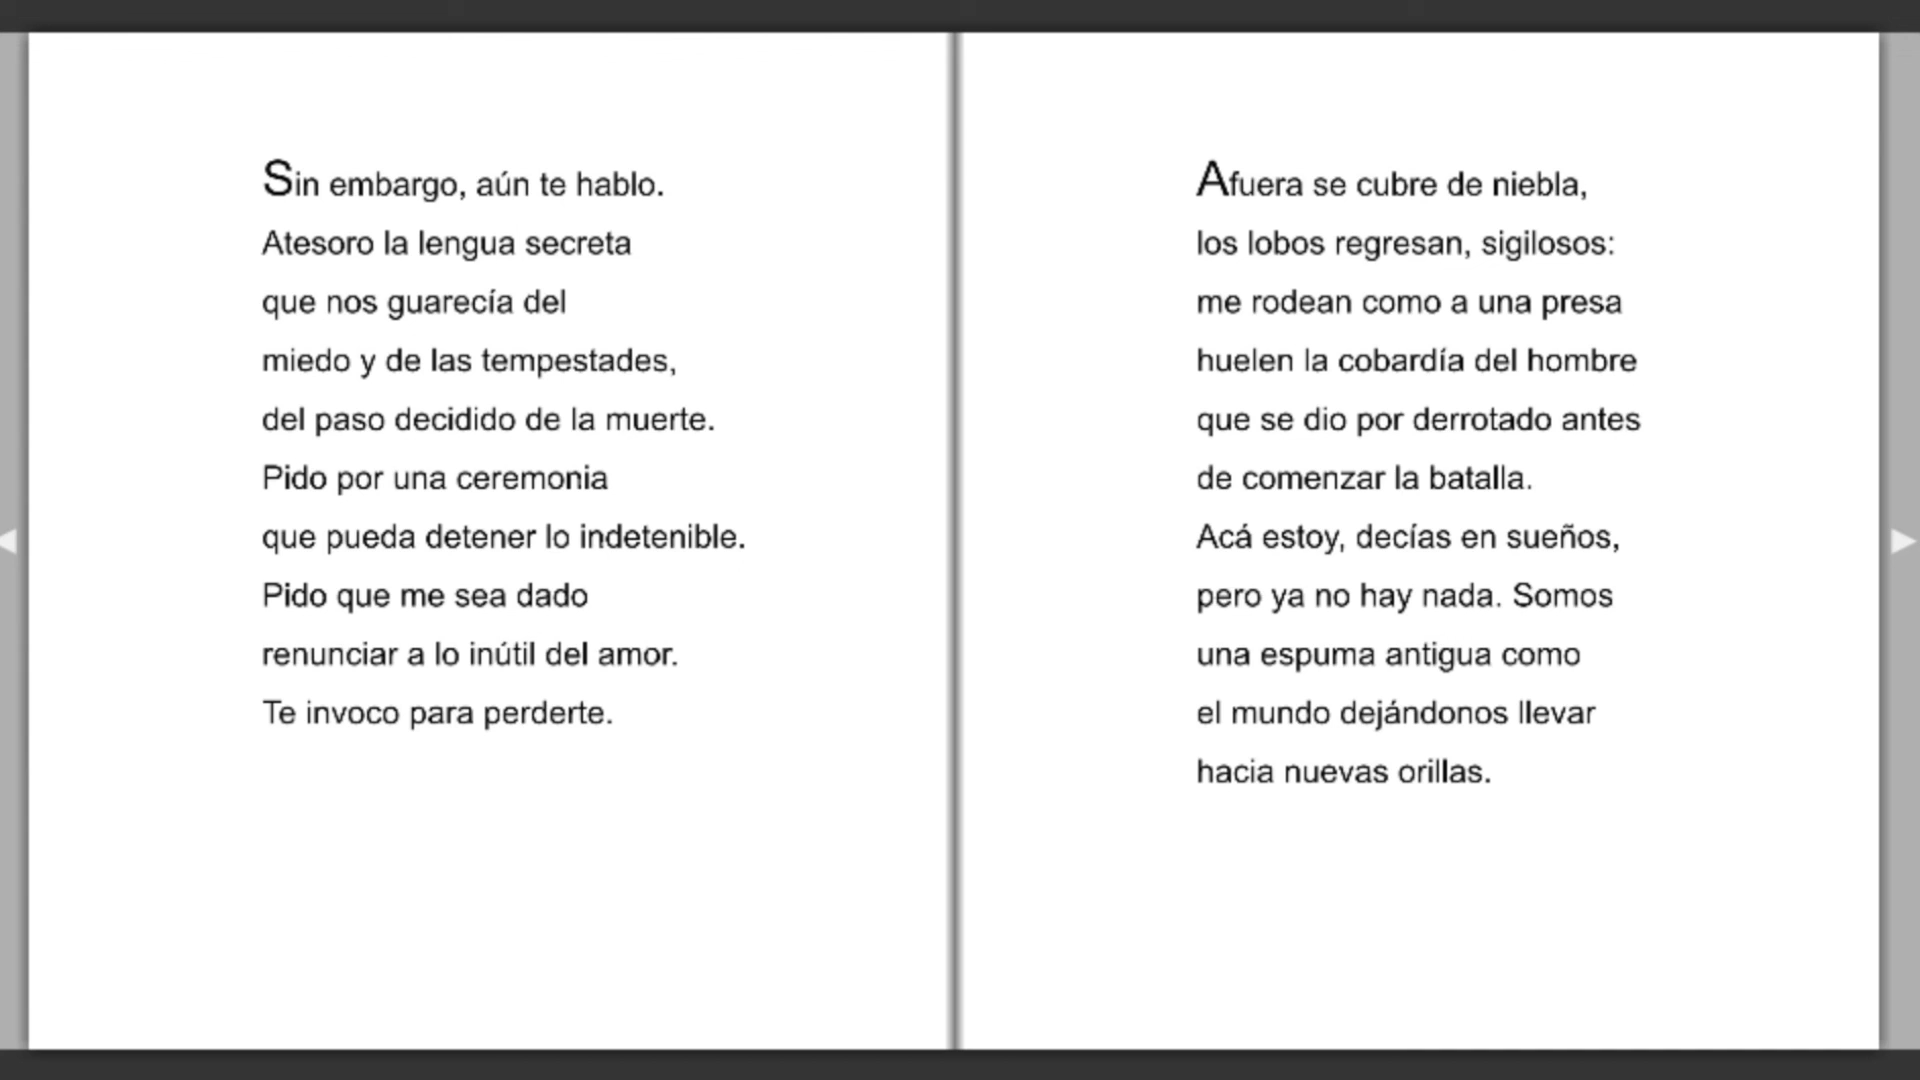 Sin embargo, aún te hablo.
Atesoro la lengua secreta
que nos guarecía del
miedo y de las tempestades,
del paso decidido de la muerte.
Pido por una ceremonia
que pueda detener lo indetenible.
Pido que me sea dado
renunciar a lo inútil del amor.
Te invoco para perderte.
Afuera se cubre de niebla,
los lobos regresan, sigilosos:
me rodean como a una presa
huelen la cobardía del hombre
que se dio por derrotado antes
de comenzar la batalla.
Acá estoy, decías en sueños,
pero ya no hay nada. Somos
una espuma antigua como
el mundo dejándonos llevar
hacia nuevas orillas.